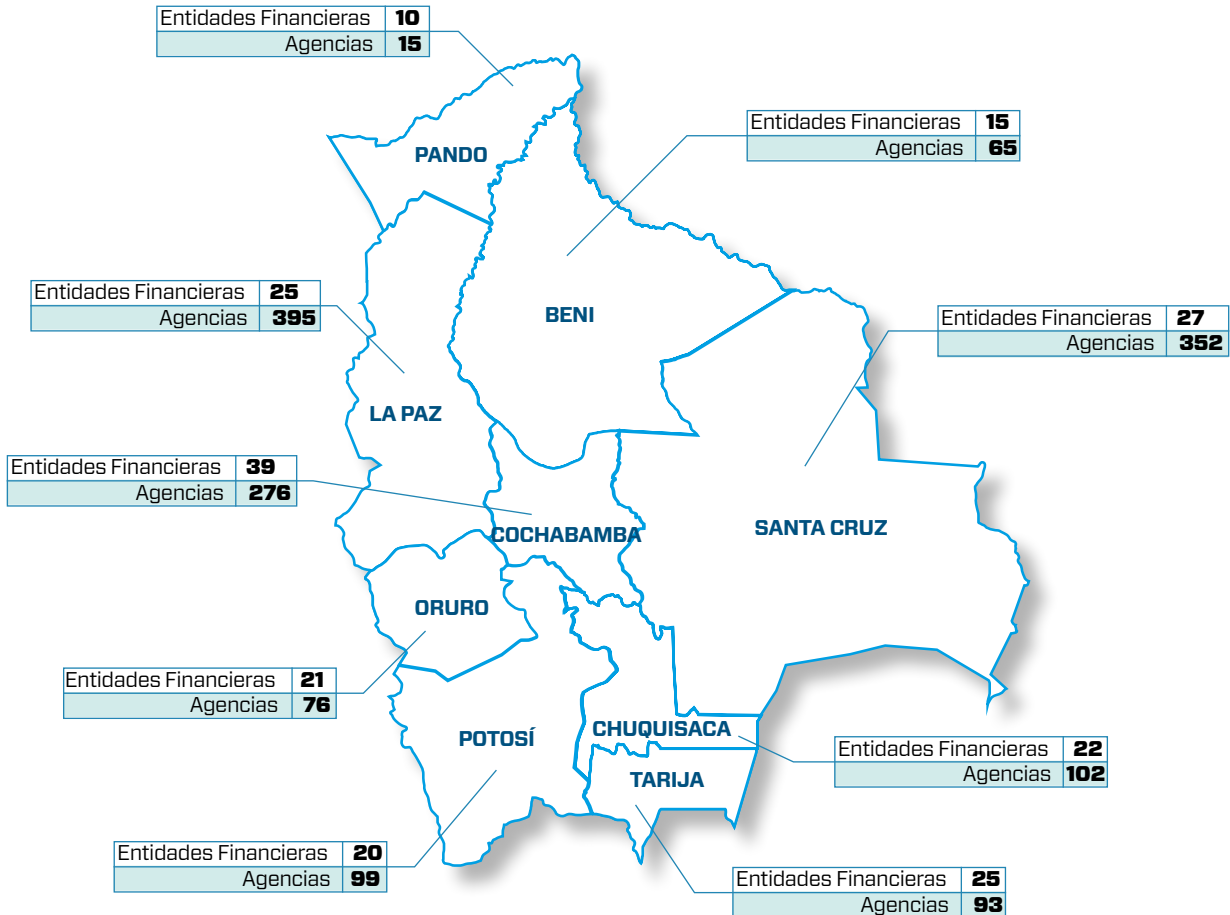 Entidades Financieras 10
Agencias 15
PANDO
Entidades Financieras 15
Agencias 65
BENI
Entidades Financieras 25
Agencias 395
LA PAZ
Entidades Financieras 27
Agencias 352
SANTA CRUZ
Entidades Financieras 39
Agencias 276
COCHABAMBA
ORURO
Entidades Financieras 21
Agencias 76
POTOSÍ
CHUQUISACA
Entidades Financieras 22
Agencias 102
TARIJA
Entidades Financieras 20
Agencias 99
Entidades Financieras 25
Agencias 93